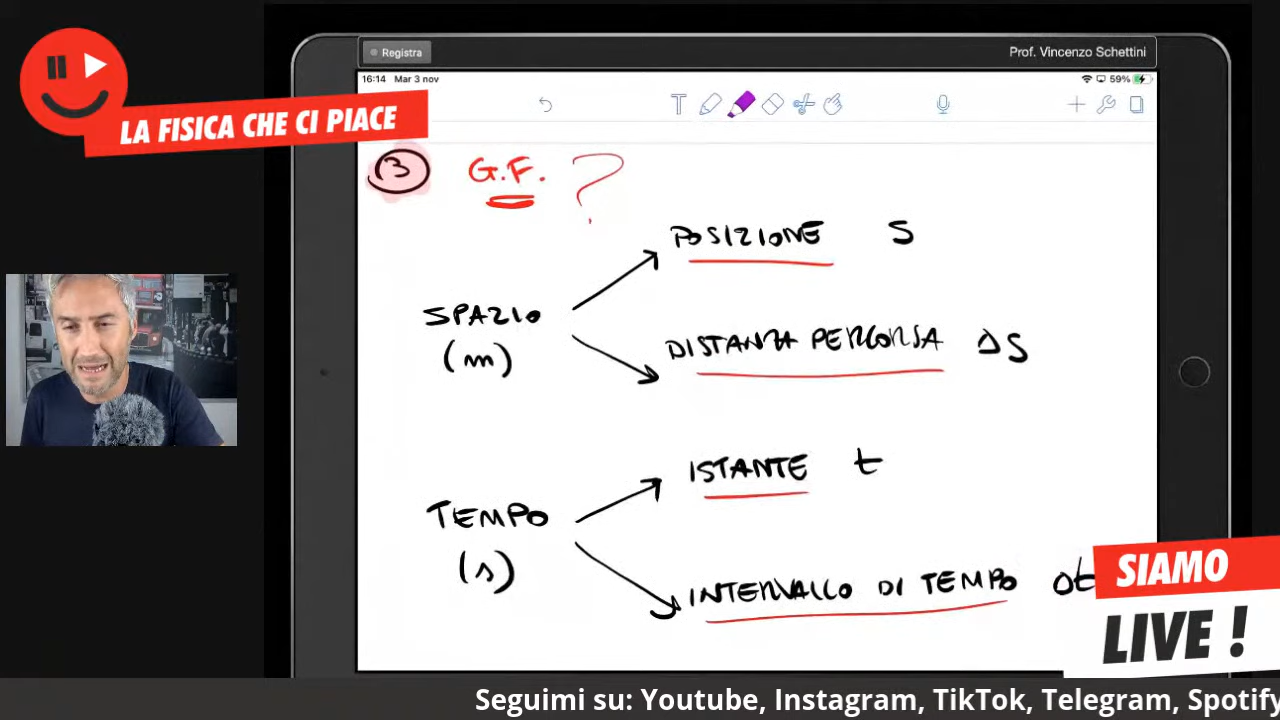 Registra
Prof. Vincenzo Schettini
16:14 Mar 3 nov
59%
LA FISICA CHE CI PIACE
3 G.F. ?
POSIZIONE S
SPAZIO
(m)
DISTANZA PERCORSA ΔS
ISTANTE t
TEMPO
(s)
INTERVALLO DI TEMPO Δt
SIAMO
LIVE !
Seguimi su: Youtube, Instagram, TikTok, Telegram, Spotify